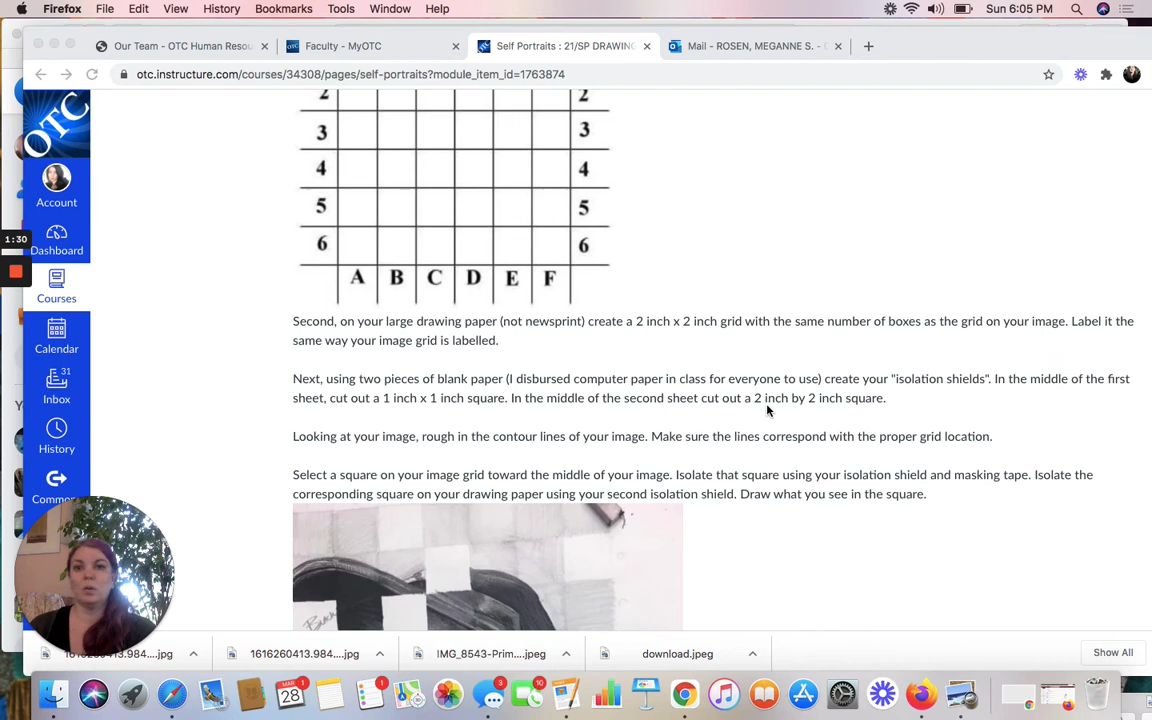 Firefox File Edit View History Bookmarks Tools Window Help Sun 6:05 PM
Our Team - OTC Human Resou Faculty - MyOTC Self Portraits : 21/SP DRAWING Mail - ROSEN, MEGANNE S. -
otc.instructure.com/courses/34308/pages/self-portraits?module_item_id=1763874
OTC
Account
1:30
Dashboard
Courses
Calendar
31
Inbox
History
Commo
2 2
3 3
4 4
5 5
6 6
A B C D E F
Second, on your large drawing paper (not newsprint) create a 2 inch x 2 inch grid with the same number of boxes as the grid on your image. Label it the
same way your image grid is labelled.
Next, using two pieces of blank paper (I disbursed computer paper in class for everyone to use) create your "isolation shields". In the middle of the first
sheet, cut out a 1 inch x 1 inch square. In the middle of the second sheet cut out a 2 inch by 2 inch square.
Looking at your image, rough in the contour lines of your image. Make sure the lines correspond with the proper grid location.
Select a square on your image grid toward the middle of your image. Isolate that square using your isolation shield and masking tape. Isolate the
corresponding square on your drawing paper using your second isolation shield. Draw what you see in the square.
1616260413.984....jpg 1616260413.984....jpg IMG_8543-Prim....jpeg download.jpeg Show All
MAR 28 1 3 10 3